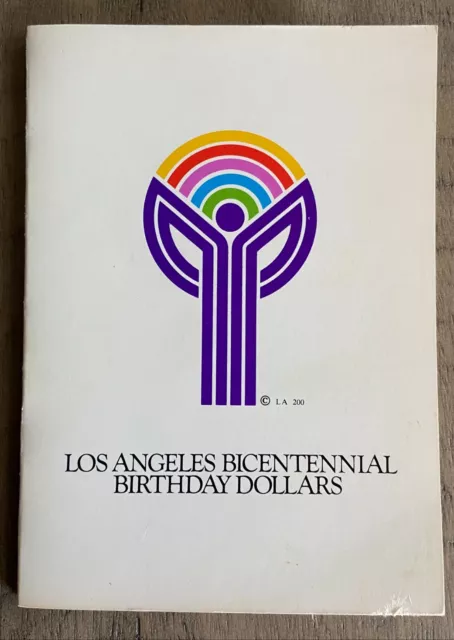 © LA 200
LOS ANGELES BICENTENNIAL
BIRTHDAY DOLLARS